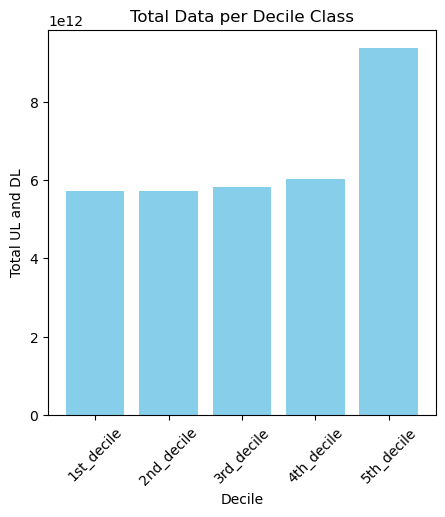 Total Data per Decile Class
1e12
Total UL and DL
8
6
4
2
0
1st_decile
2nd_decile
3rd_decile
4th_decile
5th_decile
Decile